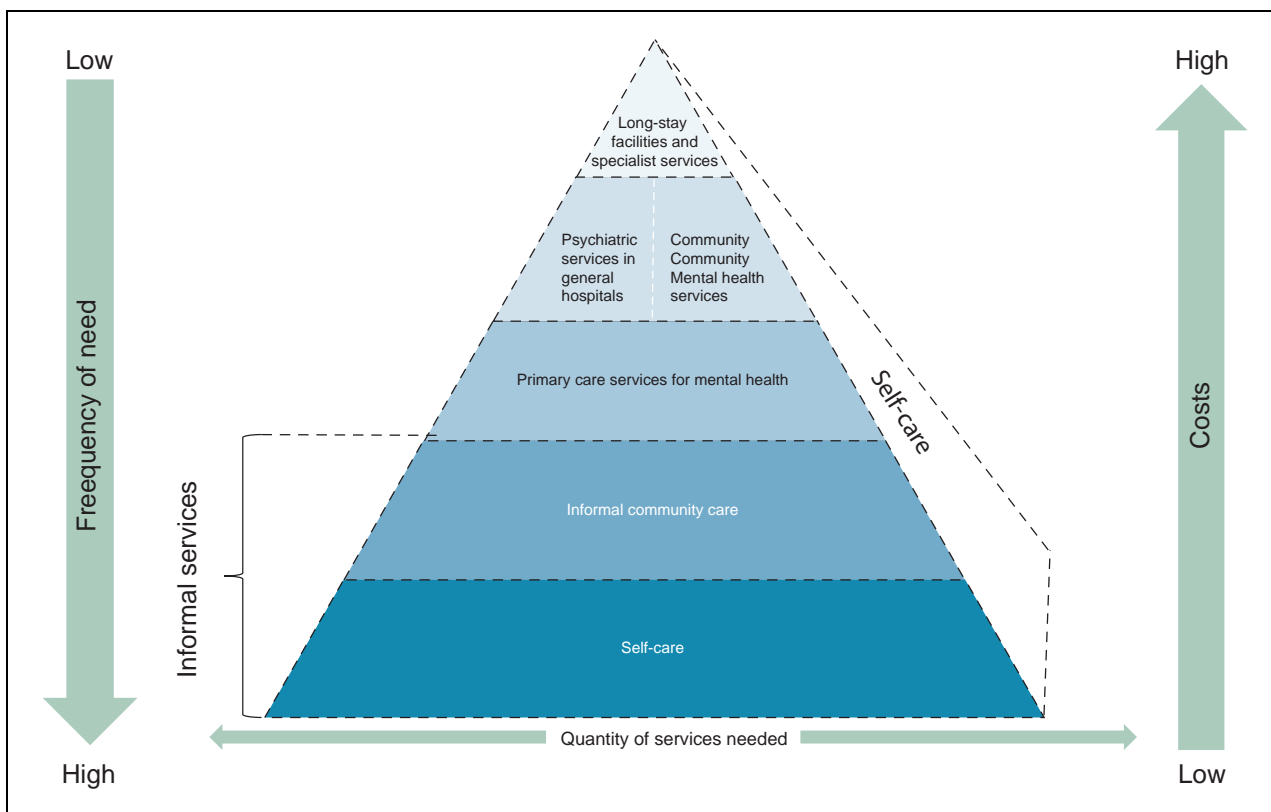 Low
High
Long-stay
facilities and
specialist services
Psychiatric
services in
general
hospitals
Community
Community
Mental health
services
Freequency of need
Primary care services for mental health
Self-care
Costs
Informal services
Informal community care
Self-care
Quantity of services needed
High
Low